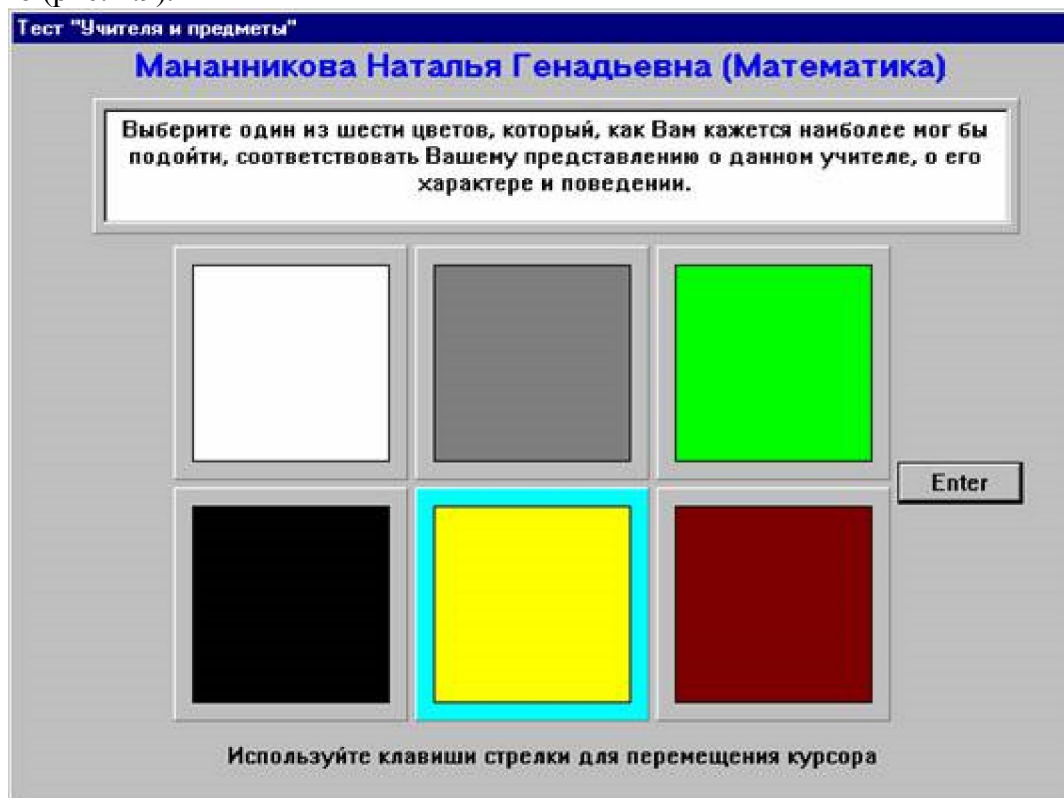 Тест "Учителя и предметы"
Мананникова Наталья Генадьевна (Математика)
Выберите один из шести цветов, который, как Вам кажется наиболее мог бы
подойти, соответствовать Вашему представлению о данном учителе, о его
характере и поведении.
Enter
Используйте клавиши стрелки для перемещения курсора